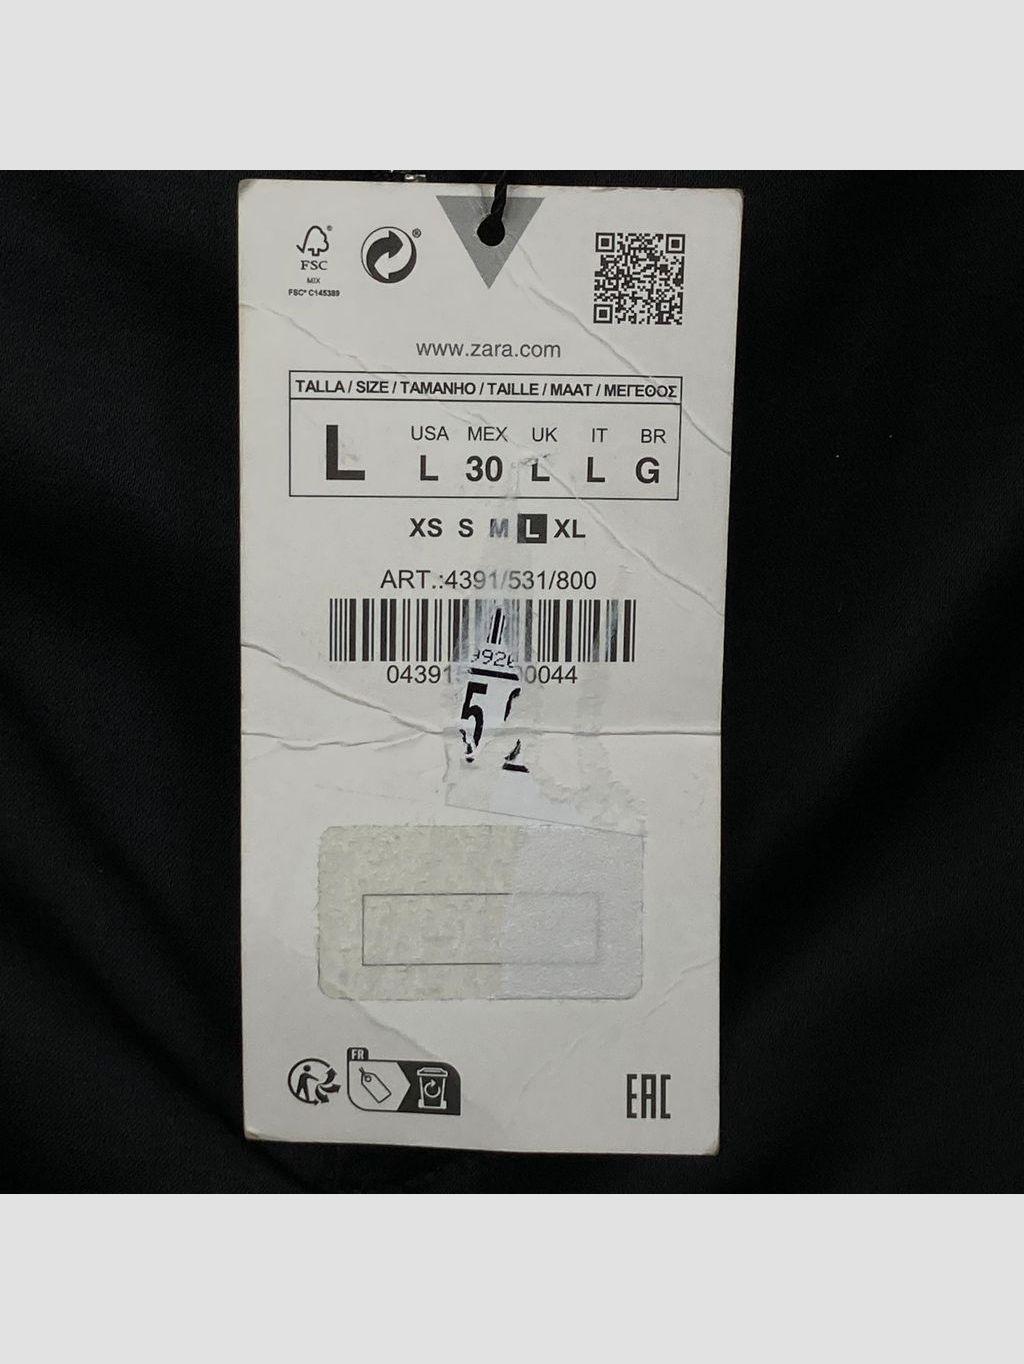 FSC®
MIX
FSC® C145389
www.zara.com
TALLA / SIZE / TAMANHO / TAILLE / MAAT / ΜΕΓΕΘΟΣ
L
USA MEX UK IT BR
L 30 L L G
XS S M L XL
ART.:4391/531/800
FR
EAC